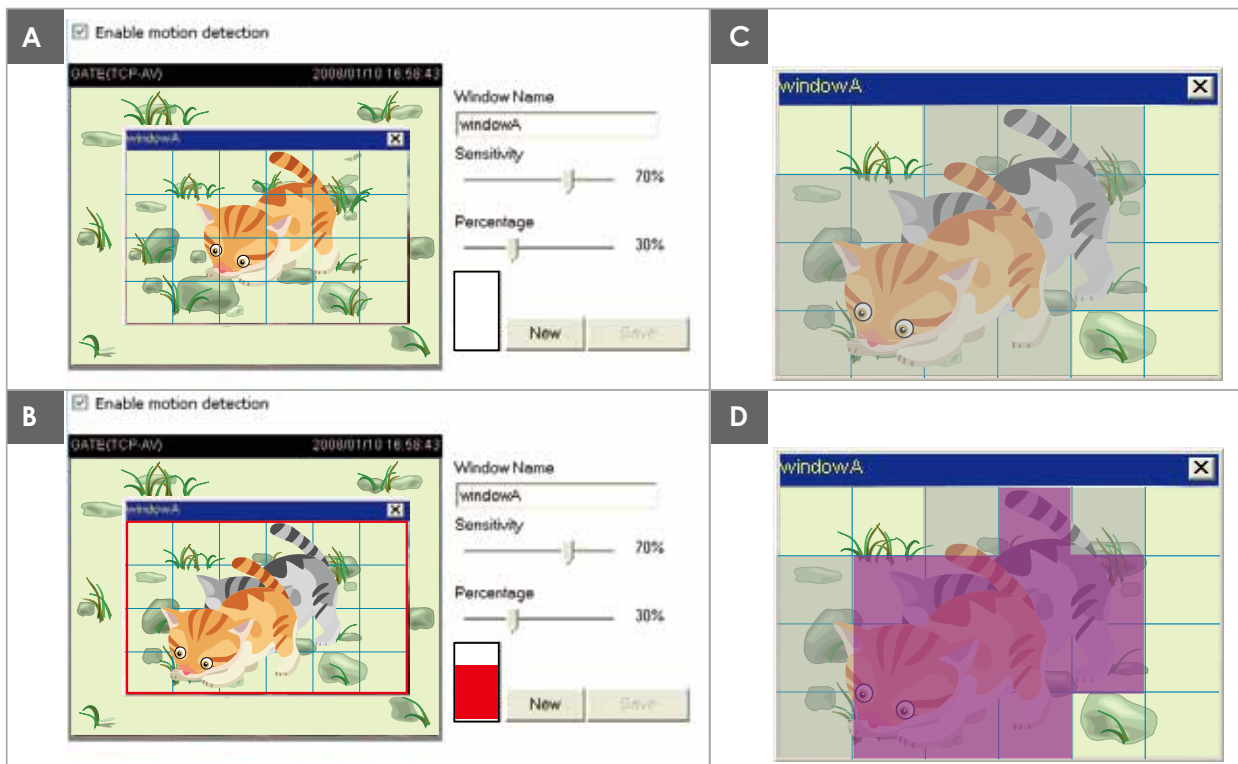 A
Enable motion detection
GATE(TCP-AV) 2008/01/10 16:58:43
windowA
Window Name
windowA
Sensitivity
70%
Percentage
30%
New Save
C
windowA
B
Enable motion detection
GATE(TCP-AV) 2008/01/10 16:58:43
windowA
Window Name
windowA
Sensitivity
70%
Percentage
30%
New Save
D
windowA